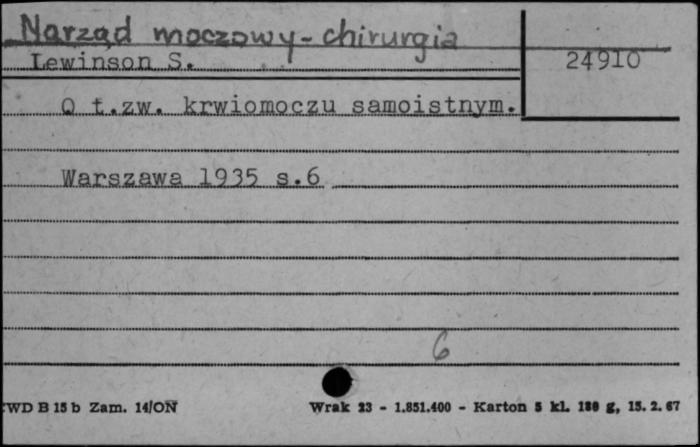 Narząd moczowy - chirurgia
Lewinson S.
24910
O t.zw. krwiomoczu samoistnym.
Warszawa 1935 s.6
6
WD B 15 b Zam. 14/ON
Wrak 23 - 1.851.400 - Karton 5 kl. 180 g, 15. 2. 67